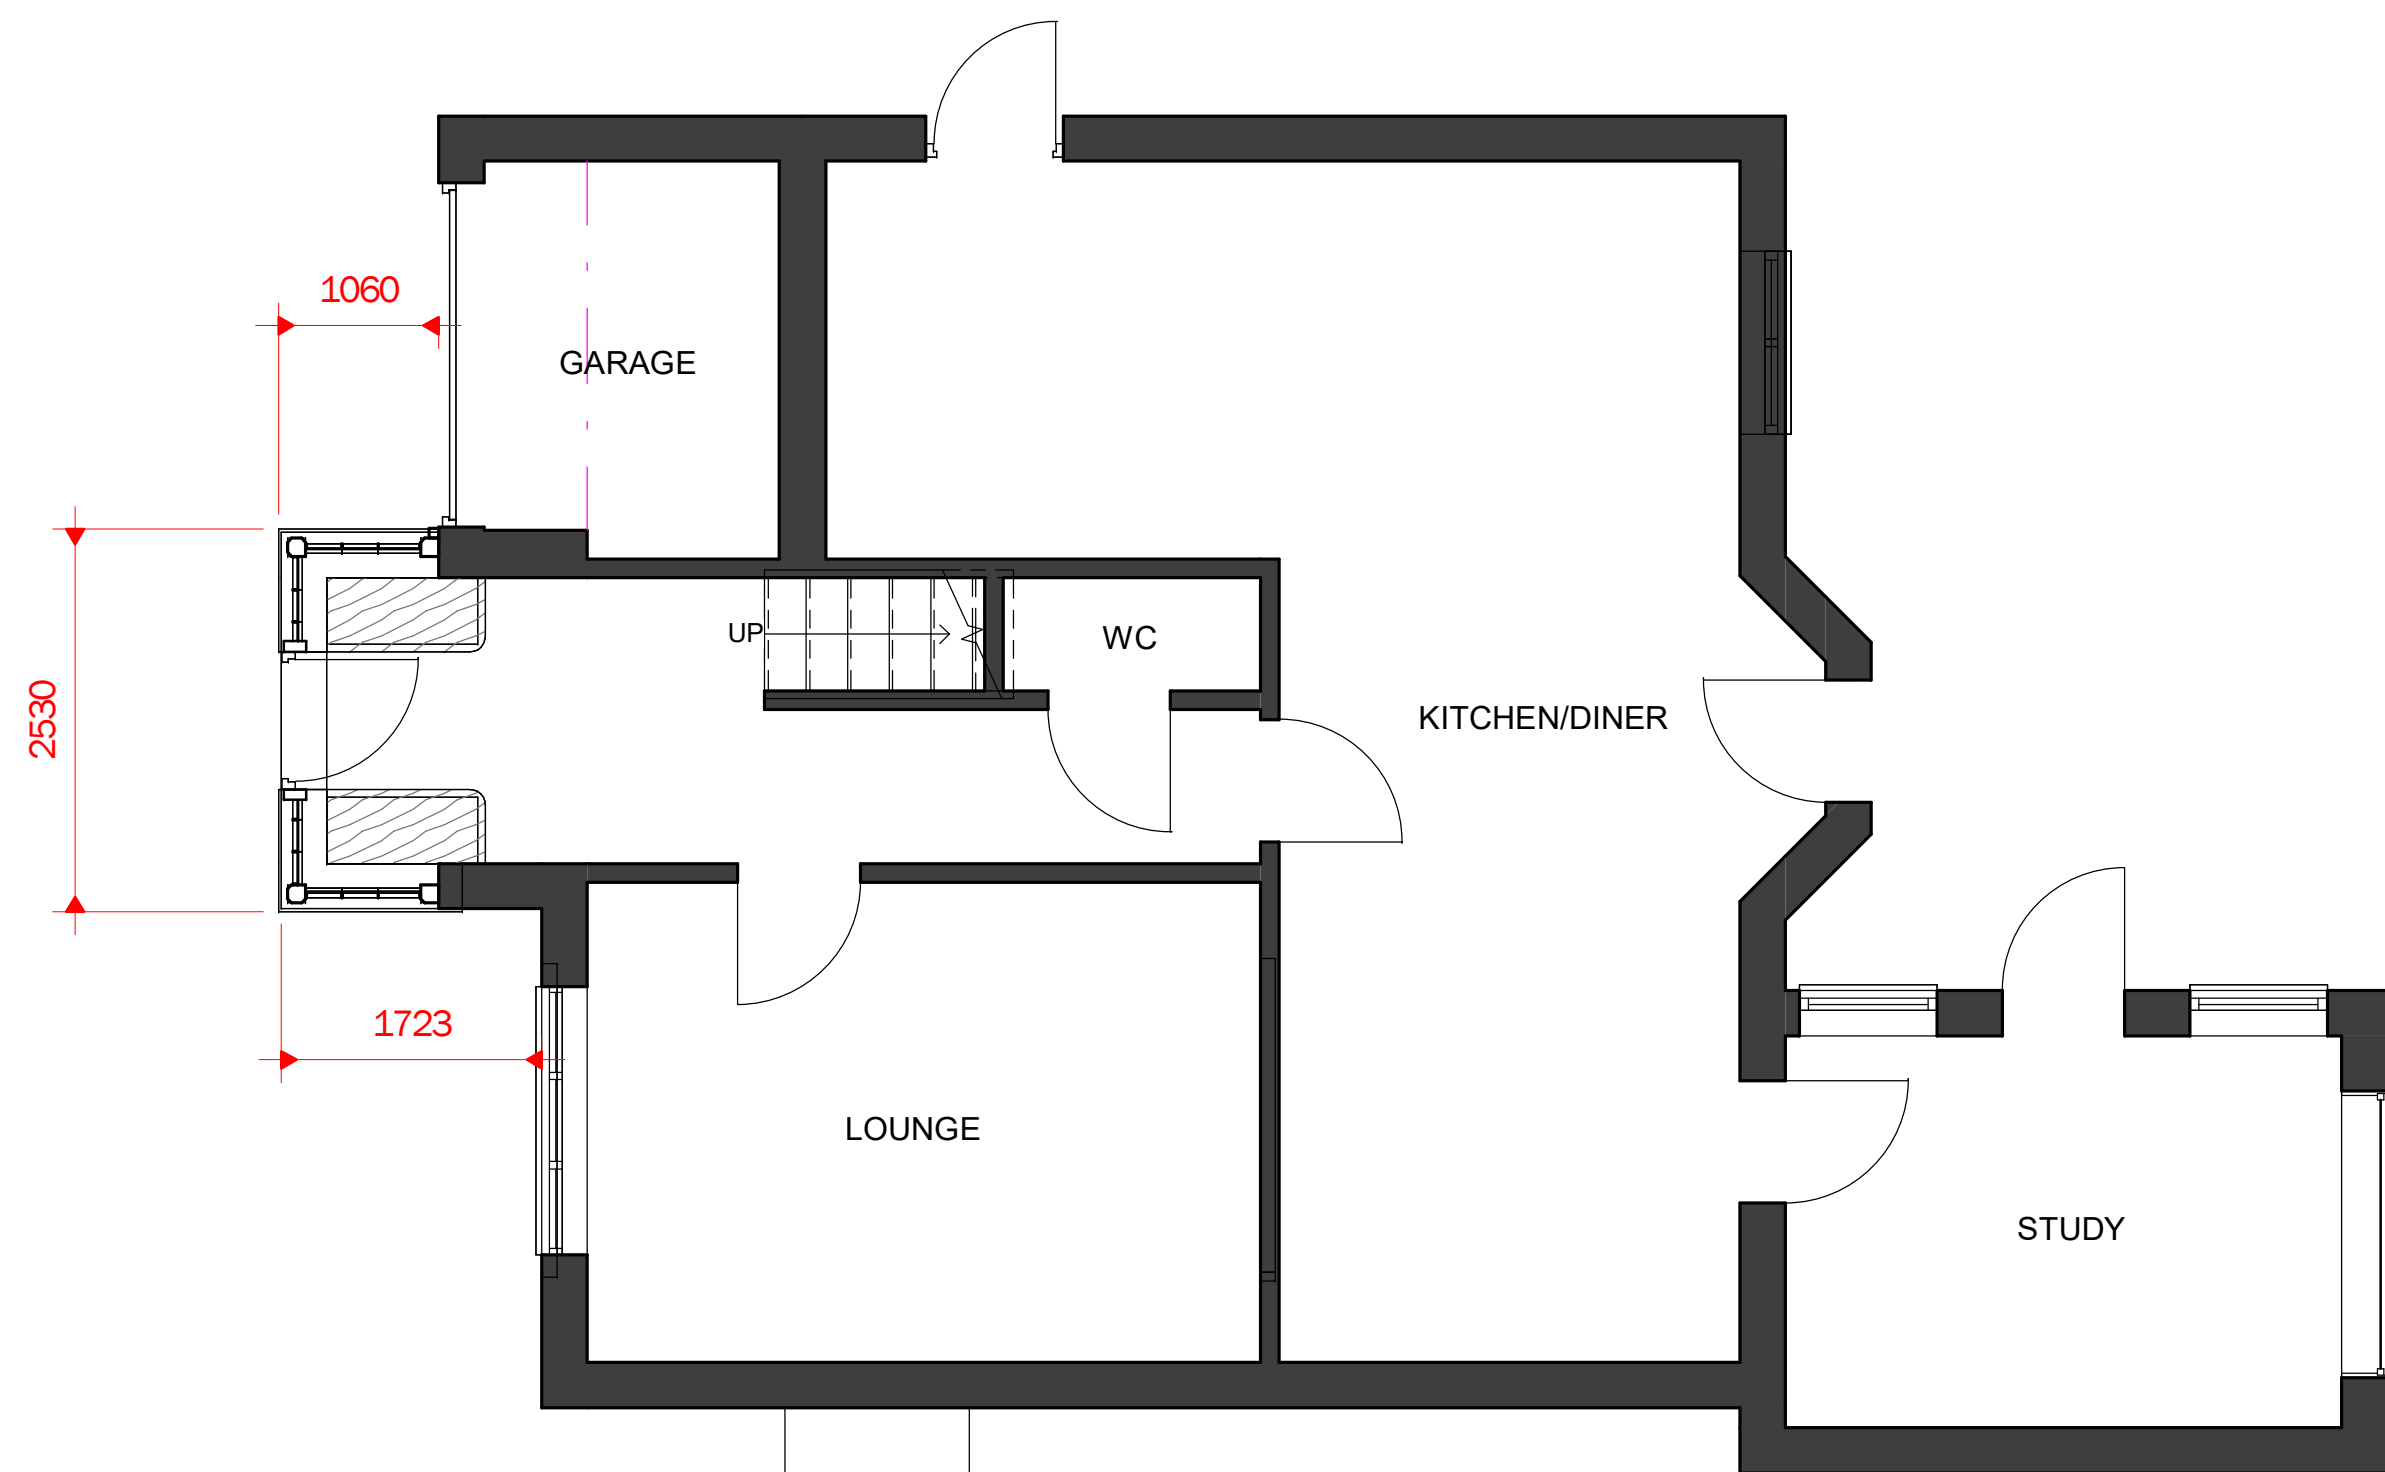 1060
GARAGE
UP
WC
2530
KITCHEN/DINER
1723
LOUNGE
STUDY